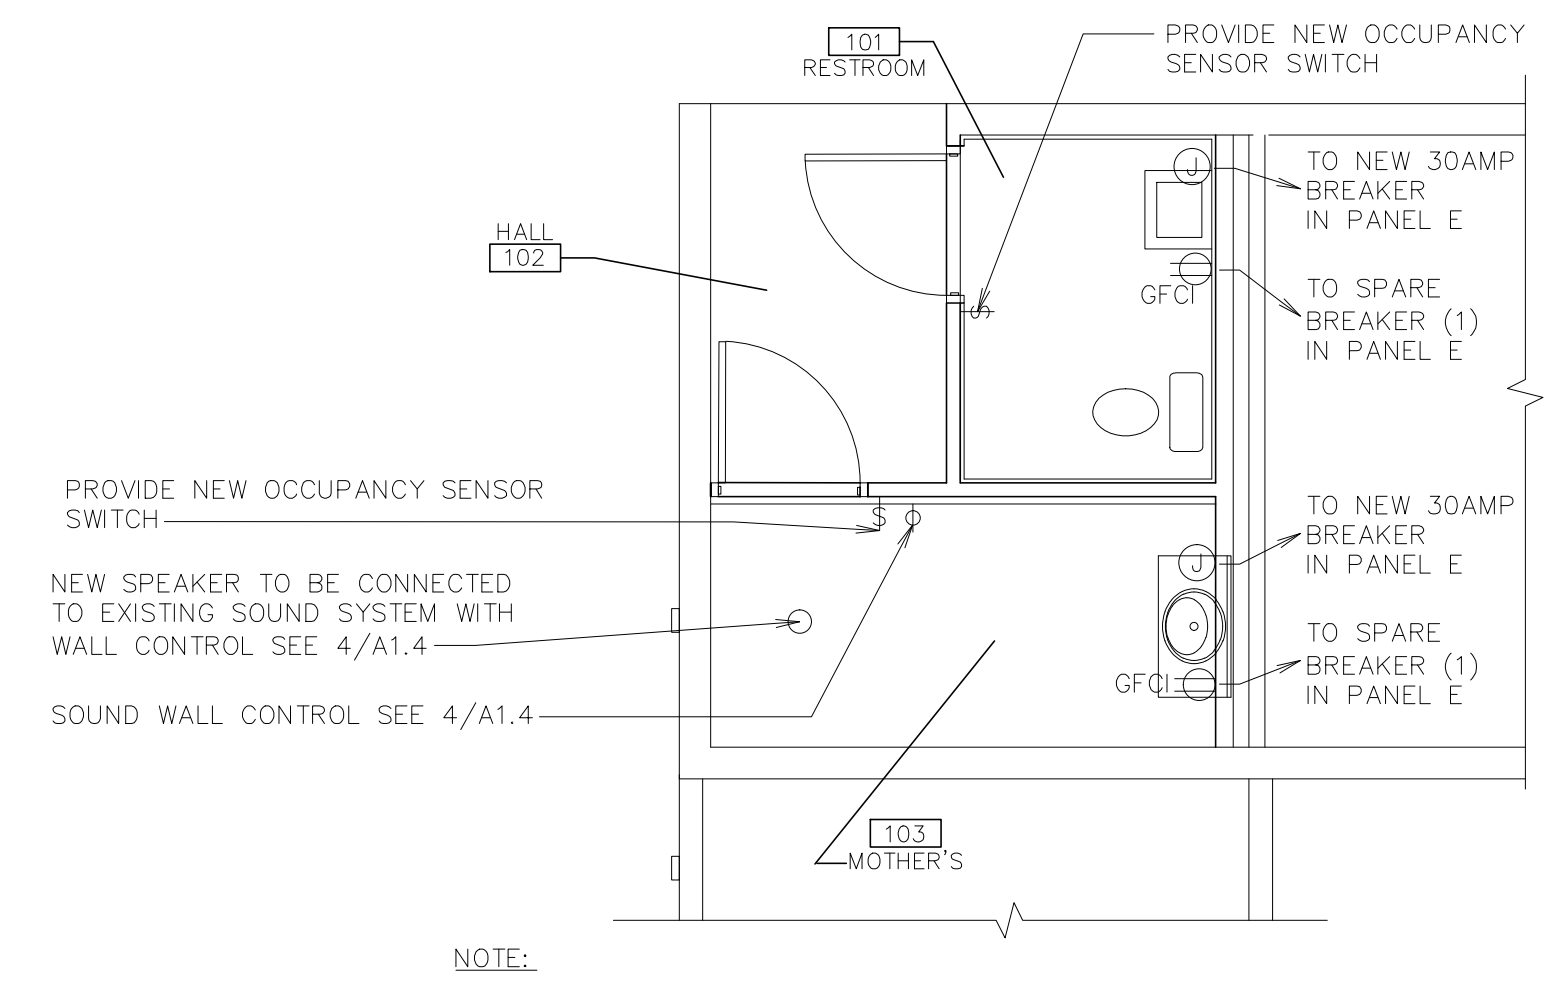 PROVIDE NEW OCCUPANCY
SENSOR SWITCH
101
RESTROOM
TO NEW 30AMP
BREAKER
IN PANEL E
J
HALL
102
TO SPARE
BREAKER (1)
IN PANEL E
GFCI
S
PROVIDE NEW OCCUPANCY SENSOR
SWITCH
S
TO NEW 30AMP
BREAKER
IN PANEL E
J
NEW SPEAKER TO BE CONNECTED
TO EXISTING SOUND SYSTEM WITH
WALL CONTROL SEE 4/A1.4
TO SPARE
BREAKER (1)
IN PANEL E
GFCI
SOUND WALL CONTROL SEE 4/A1.4
103
MOTHER'S
NOTE: